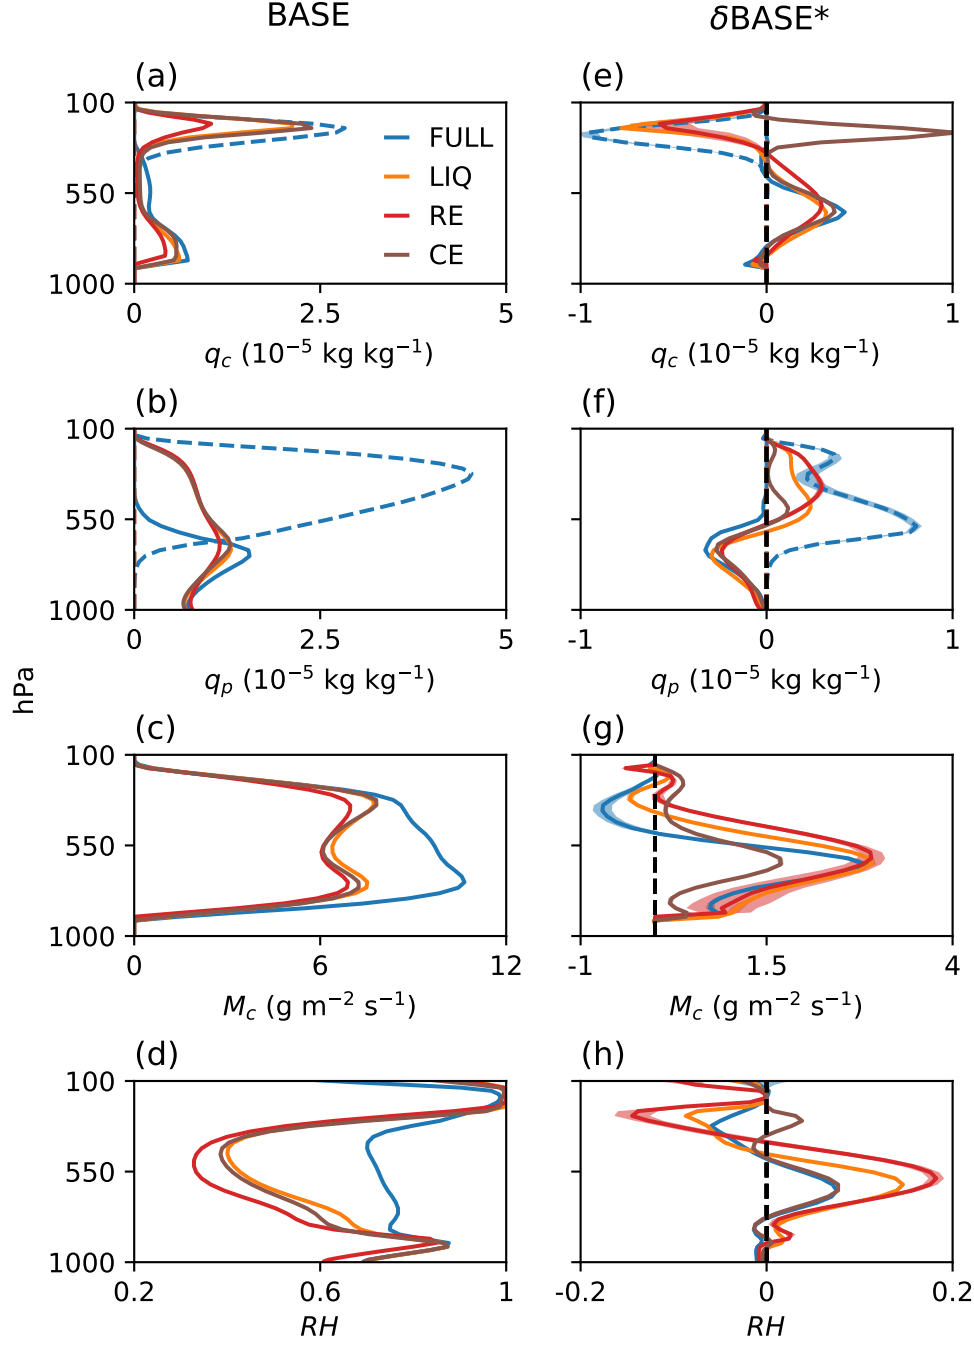 BASE
δBASE*
(a)
100
550
1000
0
2.5
5
q_c (10⁻⁵ kg kg⁻¹)
FULL
LIQ
RE
CE
(e)
-1
0
1
q_c (10⁻⁵ kg kg⁻¹)
(b)
100
550
1000
0
2.5
5
q_p (10⁻⁵ kg kg⁻¹)
(f)
-1
0
1
q_p (10⁻⁵ kg kg⁻¹)
hPa
(c)
100
550
1000
0
6
12
M_c (g m⁻² s⁻¹)
(g)
-1
1.5
4
M_c (g m⁻² s⁻¹)
(d)
100
550
1000
0.2
0.6
1
RH
(h)
-0.2
0
0.2
RH